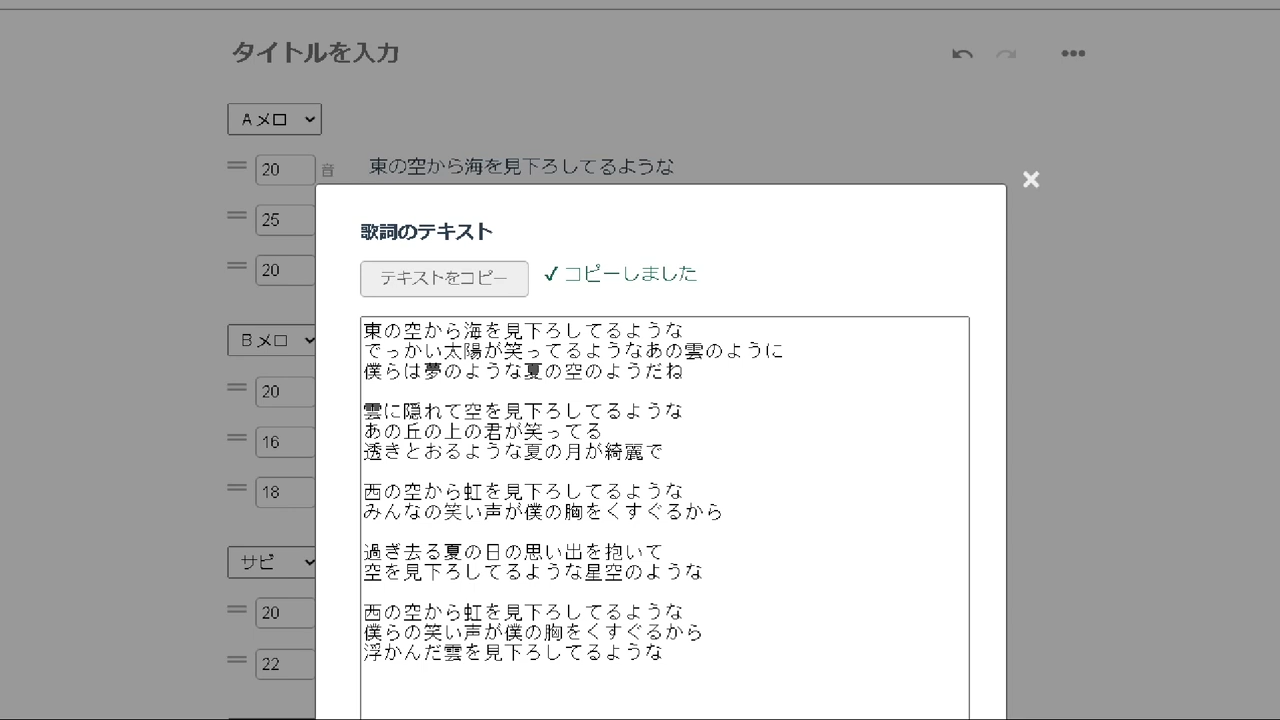 タイトルを入力
Aメロ
20 音 東の空から海を見下ろしてるような
25
20
Bメロ
20
16
18
サビ
20
22
歌詞のテキスト
テキストをコピー ✓コピーしました
東の空から海を見下ろしてるような
でっかい太陽が笑ってるようなあの雲のように
僕らは夢のような夏の空のようだね
雲に隠れて空を見下ろしてるような
あの丘の上の君が笑ってる
透きとおるような夏の月が綺麗で
西の空から虹を見下ろしてるような
みんなの笑い声が僕の胸をくすぐるから
過ぎ去る夏の日の思い出を抱いて
空を見下ろしてるような星空のような
西の空から虹を見下ろしてるような
僕らの笑い声が僕の胸をくすぐるから
浮かんだ雲を見下ろしてるような